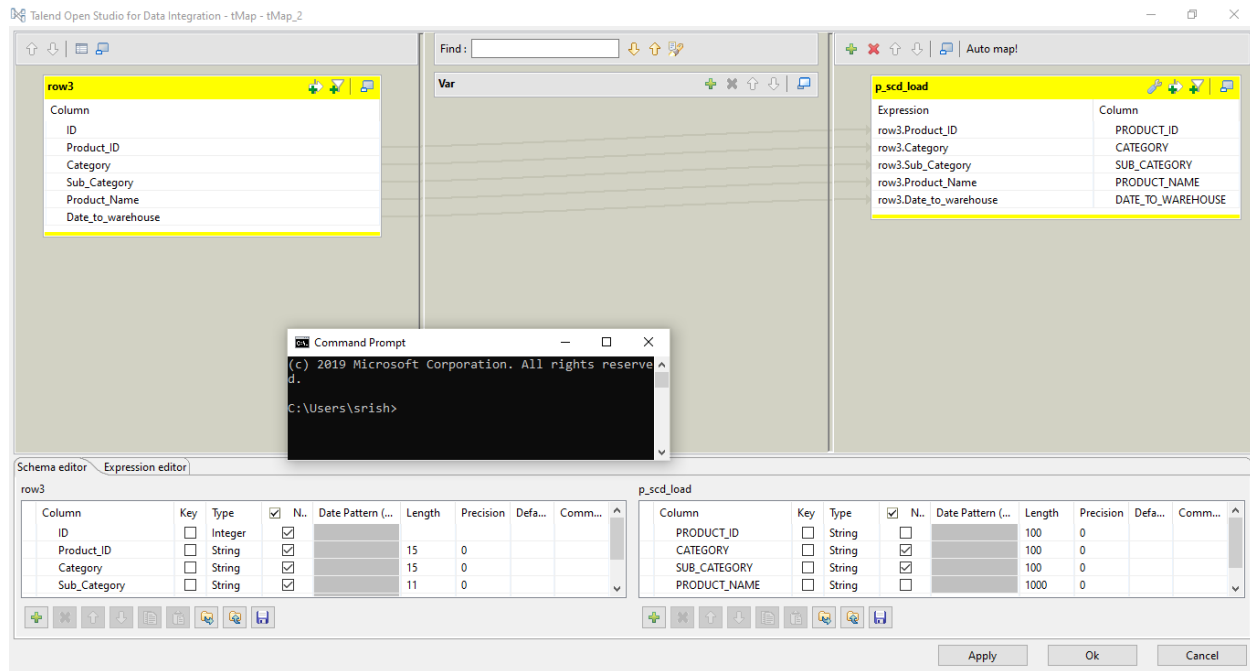 Talend Open Studio for Data Integration - tMap - tMap_2
Find :
Auto map!
row3
Column
ID
Product_ID
Category
Sub_Category
Product_Name
Date_to_warehouse
Var
p_scd_load
Expression Column
row3.Product_ID PRODUCT_ID
row3.Category CATEGORY
row3.Sub_Category SUB_CATEGORY
row3.Product_Name PRODUCT_NAME
row3.Date_to_warehouse DATE_TO_WAREHOUSE
Command Prompt
(c) 2019 Microsoft Corporation. All rights reserve
d.
C:\Users\srish>
Schema editor Expression editor
row3
Column Key Type N.. Date Pattern (... Length Precision Defa... Comm...
ID Integer
Product_ID String 15 0
Category String 15 0
Sub_Category String 11 0
p_scd_load
Column Key Type N.. Date Pattern (... Length Precision Defa... Comm...
PRODUCT_ID String 100 0
CATEGORY String 100 0
SUB_CATEGORY String 100 0
PRODUCT_NAME String 1000 0
Apply Ok Cancel